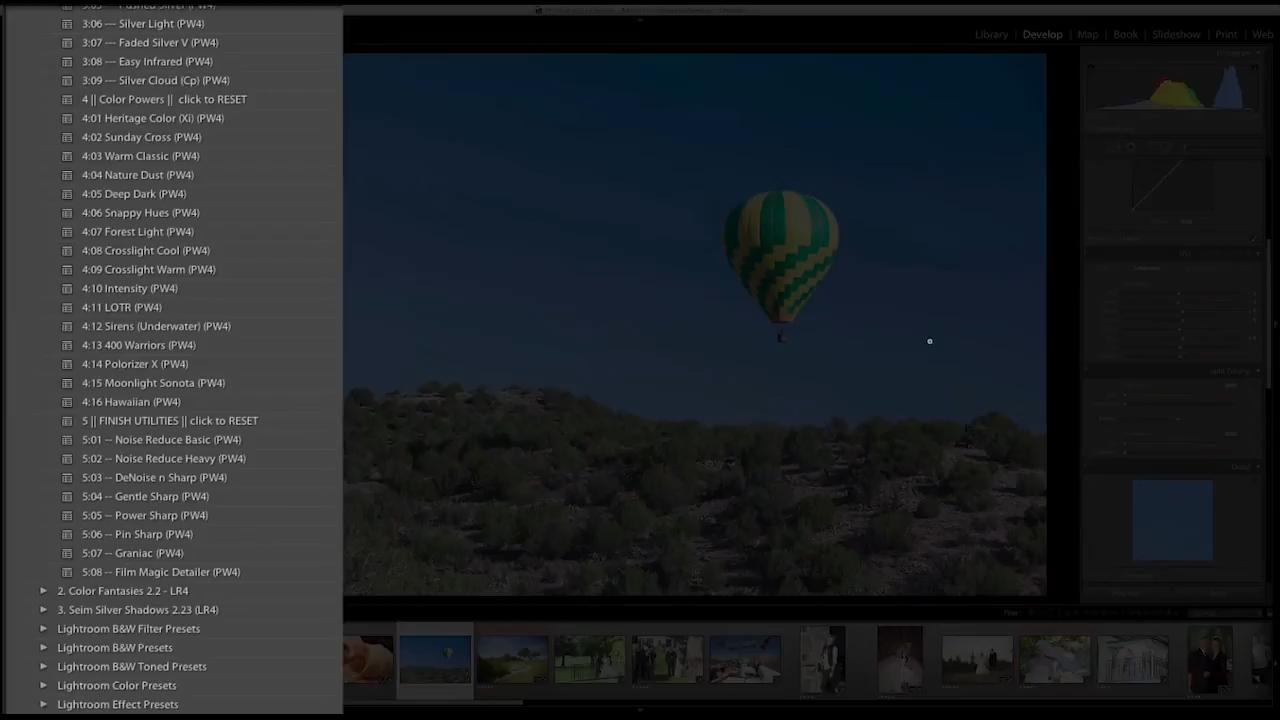 3:06 --- Silver Light (PW4)
3:07 --- Faded Silver V (PW4)
3:08 --- Easy Infrared (PW4)
3:09 --- Silver Cloud (Cp) (PW4)
4 || Color Powers || click to RESET
4:01 Heritage Color (Xi) (PW4)
4:02 Sunday Cross (PW4)
4:03 Warm Classic (PW4)
4:04 Nature Dust (PW4)
4:05 Deep Dark (PW4)
4:06 Snappy Hues (PW4)
4:07 Forest Light (PW4)
4:08 Crosslight Cool (PW4)
4:09 Crosslight Warm (PW4)
4:10 Intensity (PW4)
4:11 LOTR (PW4)
4:12 Sirens (Underwater) (PW4)
4:13 400 Warriors (PW4)
4:14 Polorizer X (PW4)
4:15 Moonlight Sonota (PW4)
4:16 Hawaiian (PW4)
5 || FINISH UTILITIES || click to RESET
5:01 -- Noise Reduce Basic (PW4)
5:02 -- Noise Reduce Heavy (PW4)
5:03 -- DeNoise n Sharp (PW4)
5:04 -- Gentle Sharp (PW4)
5:05 -- Power Sharp (PW4)
5:06 -- Pin Sharp (PW4)
5:07 -- Graniac (PW4)
5:08 -- Film Magic Detailer (PW4)
2. Color Fantasies 2.2 - LR4
3. Seim Silver Shadows 2.23 (LR4)
Lightroom B&W Filter Presets
Lightroom B&W Presets
Lightroom B&W Toned Presets
Lightroom Color Presets
Lightroom Effect Presets
Library | Develop | Map | Book | Slideshow | Print | Web
Split Toning
Detail
Filter: